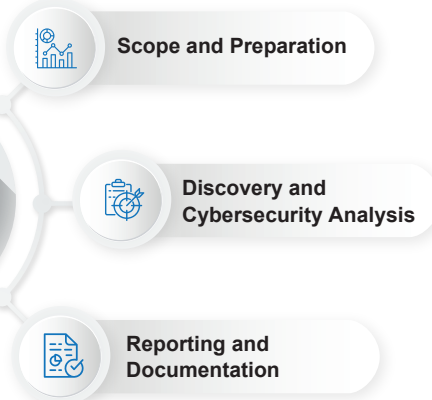 Scope and Preparation
Discovery and
Cybersecurity Analysis
Reporting and
Documentation